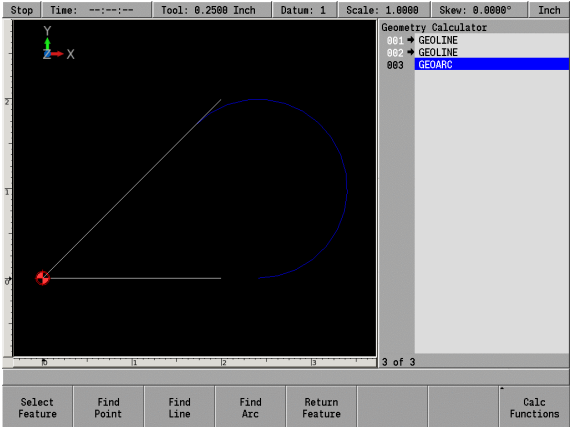 Stop Time: --:--:-- Tool: 0.2500 Inch Datum: 1 Scale: 1.0000 Skew: 0.0000° Inch
Geometry Calculator
001 GEOLINE
002 GEOLINE
003 GEOARC
Y
Z X
2
1
0
0 1 2 3
3 of 3
Select Feature
Find Point
Find Line
Find Arc
Return Feature
Calc Functions